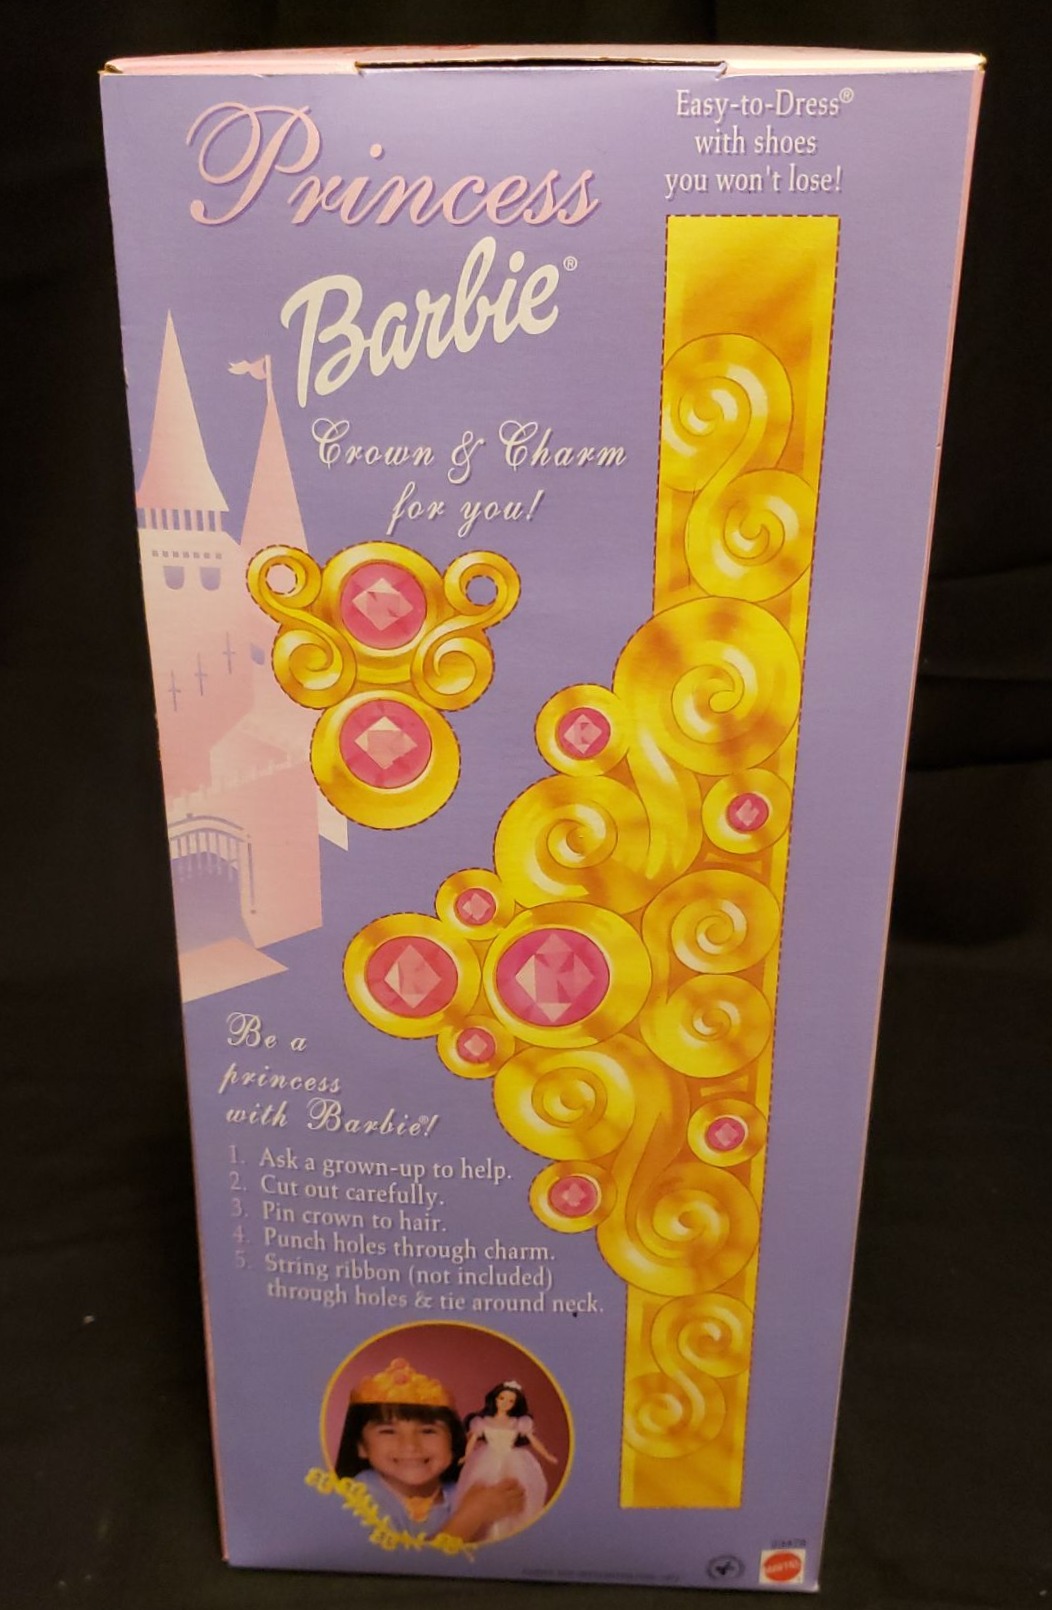 Princess
Barbie®
Crown & Charm
for you!
Easy-to-Dress®
with shoes
you won't lose!
Be a
princess
with Barbie®!
1. Ask a grown-up to help.
2. Cut out carefully.
3. Pin crown to hair.
4. Punch holes through charm.
5. String ribbon (not included)
through holes & tie around neck.
MATTEL